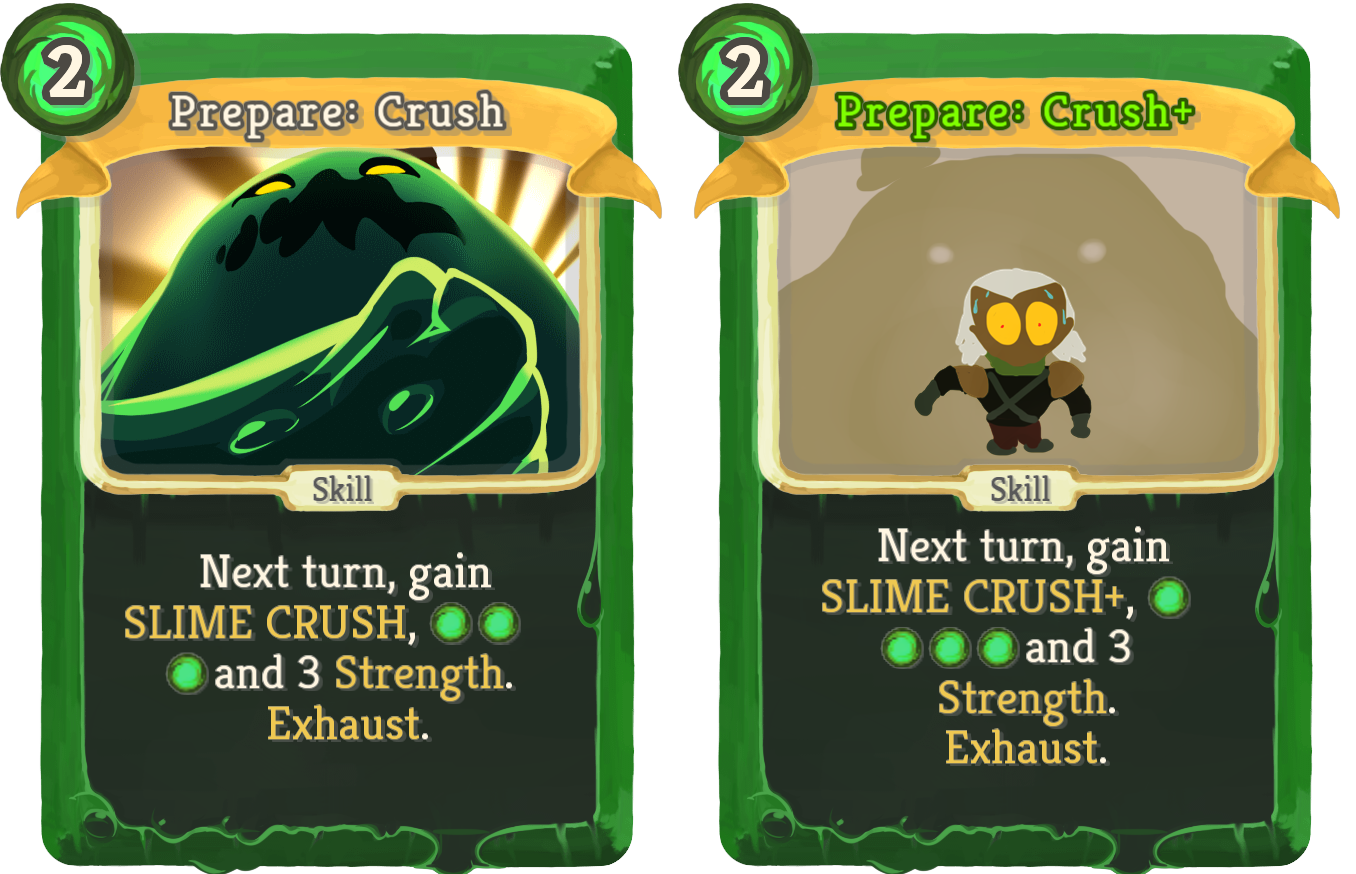 2
Prepare: Crush
Skill
Next turn, gain
SLIME CRUSH,
and 3 Strength.
Exhaust.
2
Prepare: Crush+
Skill
Next turn, gain
SLIME CRUSH+,
and 3
Strength.
Exhaust.